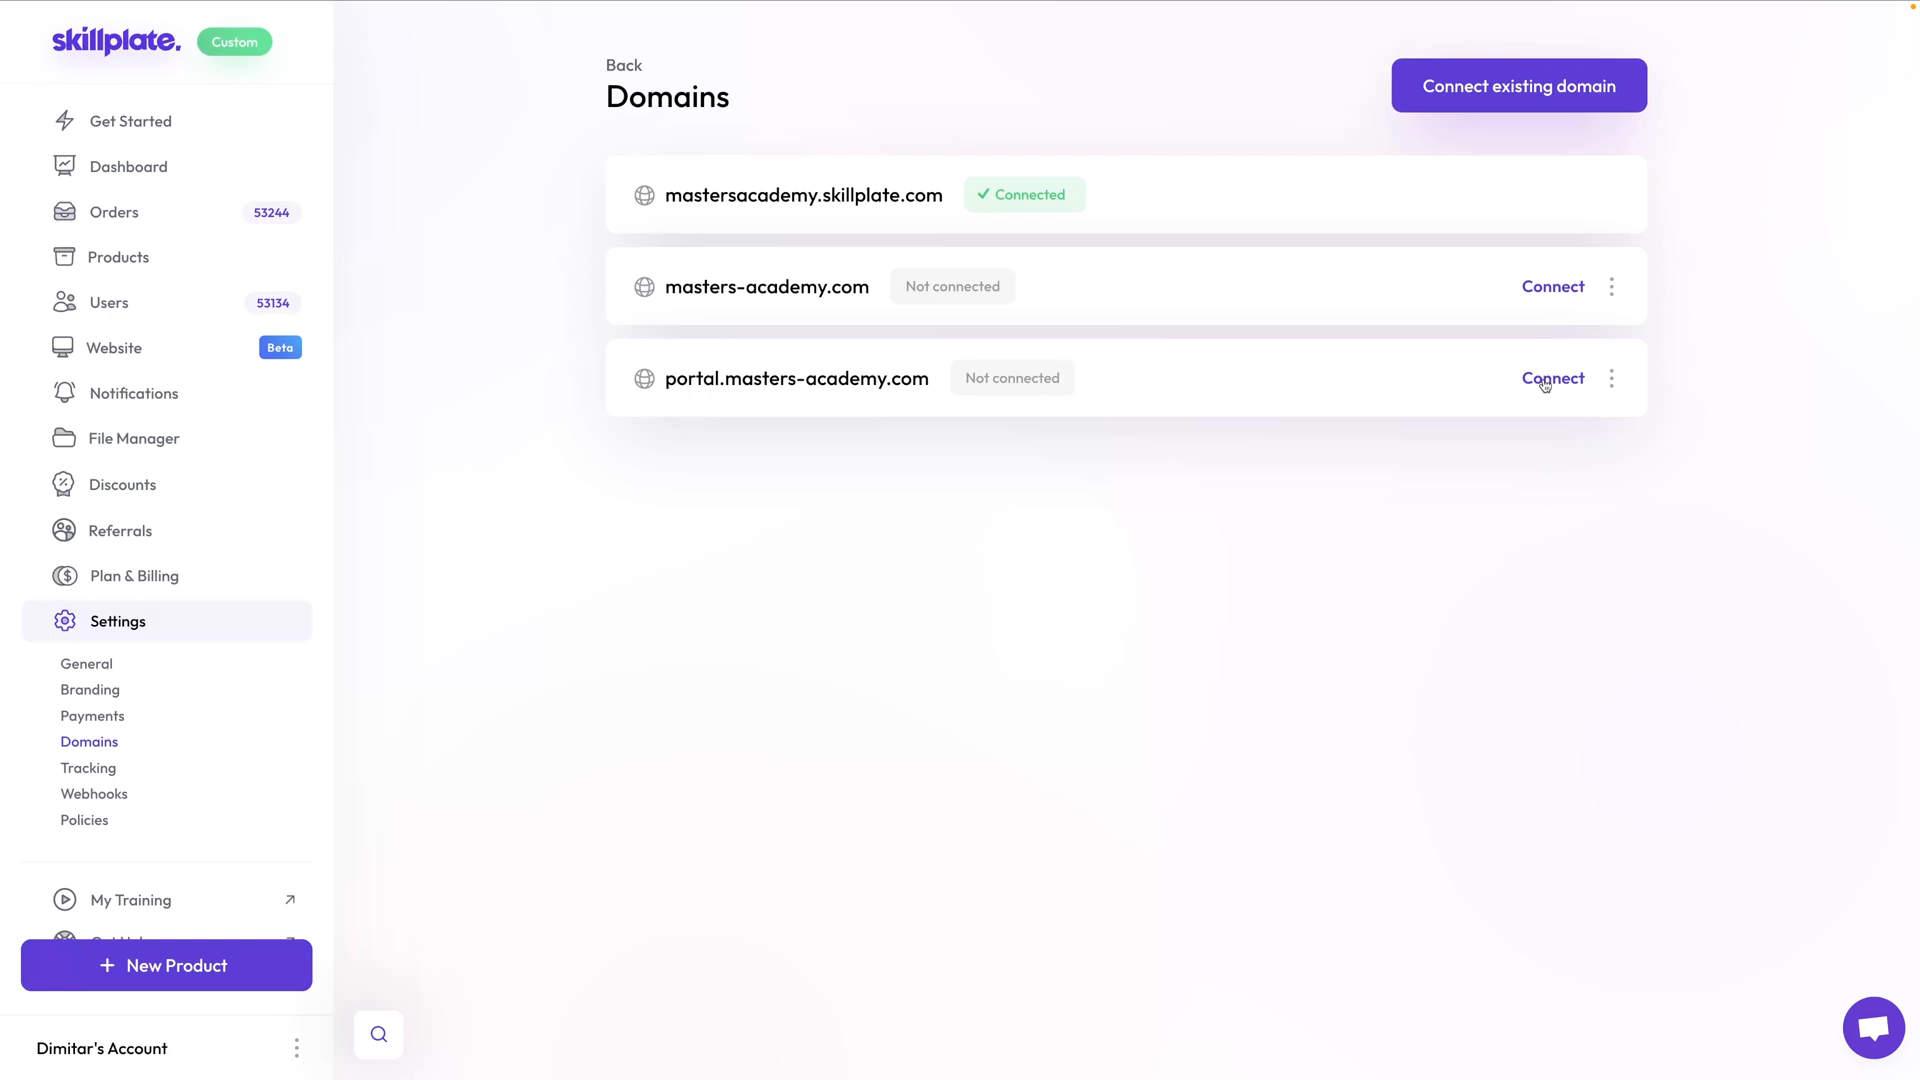 skillplate.
Custom
Get Started
Dashboard
Orders
53244
Products
Users
53134
Website
Beta
Notifications
File Manager
Discounts
Referrals
Plan & Billing
Settings
General
Branding
Payments
Domains
Tracking
Webhooks
Policies
My Training
New Product
Dimitar's Account
Back
Domains
Connect existing domain
mastersacademy.skillplate.com
Connected
masters-academy.com
Not connected
Connect
portal.masters-academy.com
Not connected
Connect